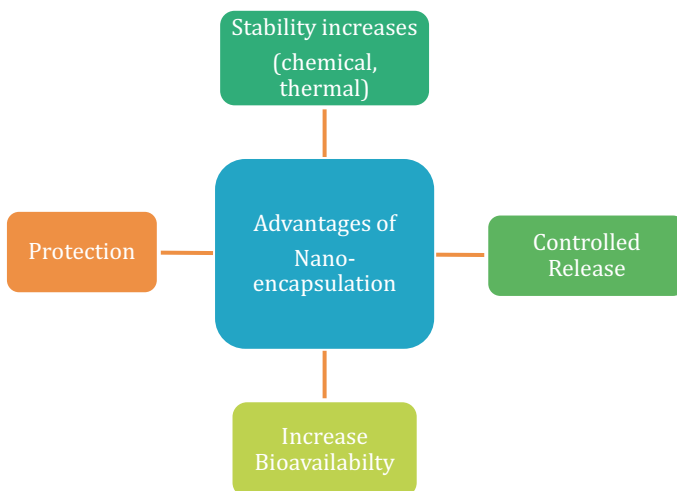 Stability increases
(chemical,
thermal)
Protection
Advantages of
Nano-
encapsulation
Controlled
Release
Increase
Bioavailabilty